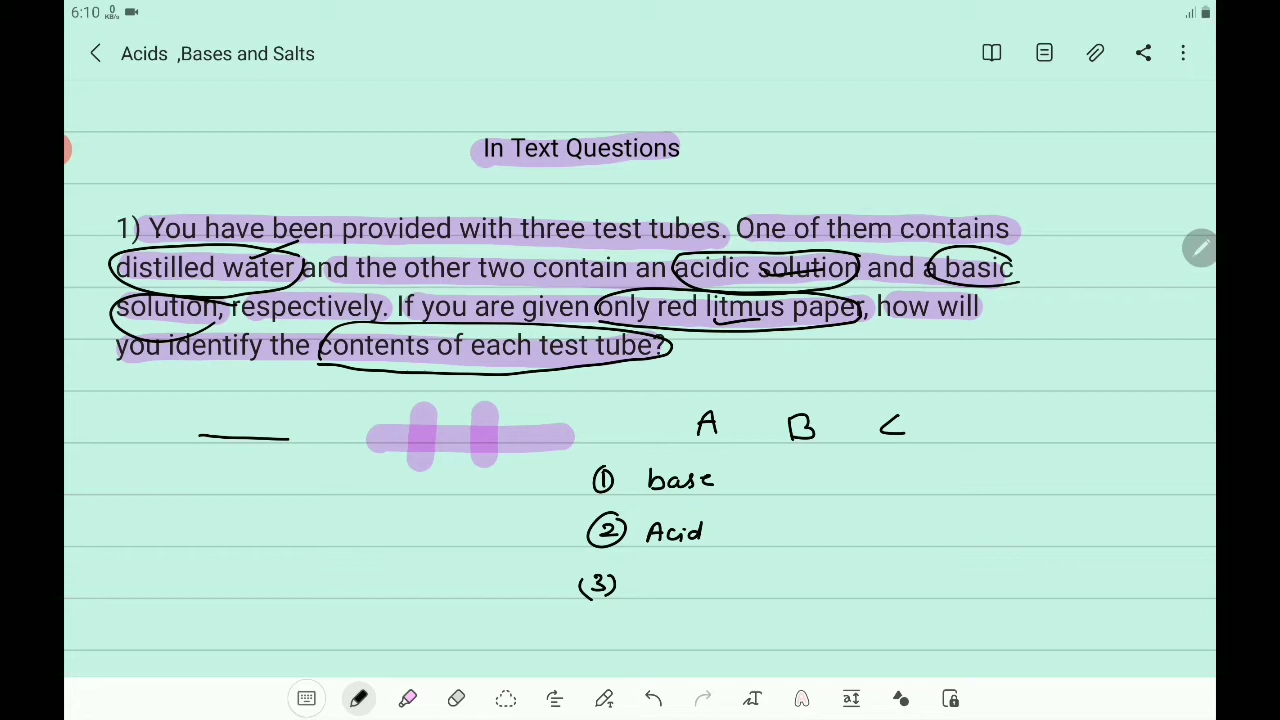 6:10 0 KB/s
Acids ,Bases and Salts
In Text Questions
1) You have been provided with three test tubes. One of them contains
distilled water and the other two contain an acidic solution and a basic
solution, respectively. If you are given only red litmus paper, how will
you identify the contents of each test tube?
A B C
① base
② Acid
(3)